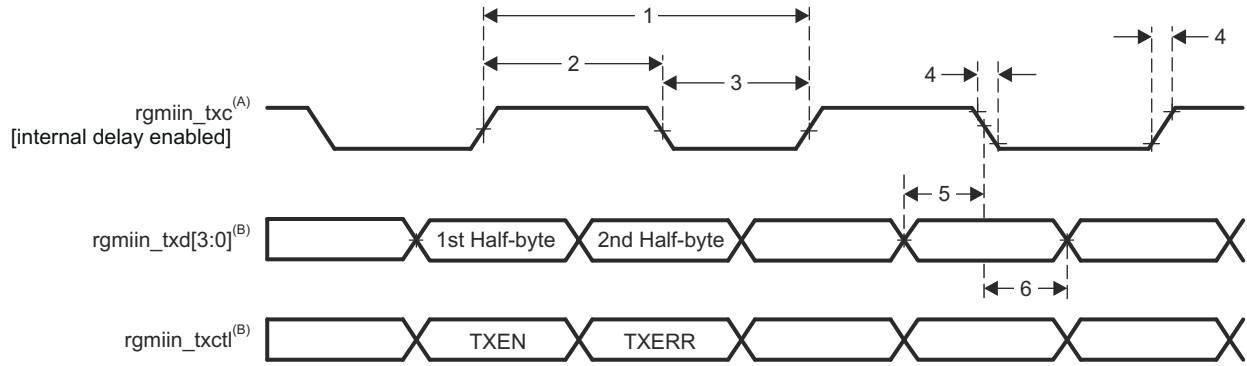 1
2
3
4
4
rgmiin_txc(A)
[internal delay enabled]
5
rgmiin_txd[3:0](B)
1st Half-byte
2nd Half-byte
6
rgmiin_txctl(B)
TXEN
TXERR